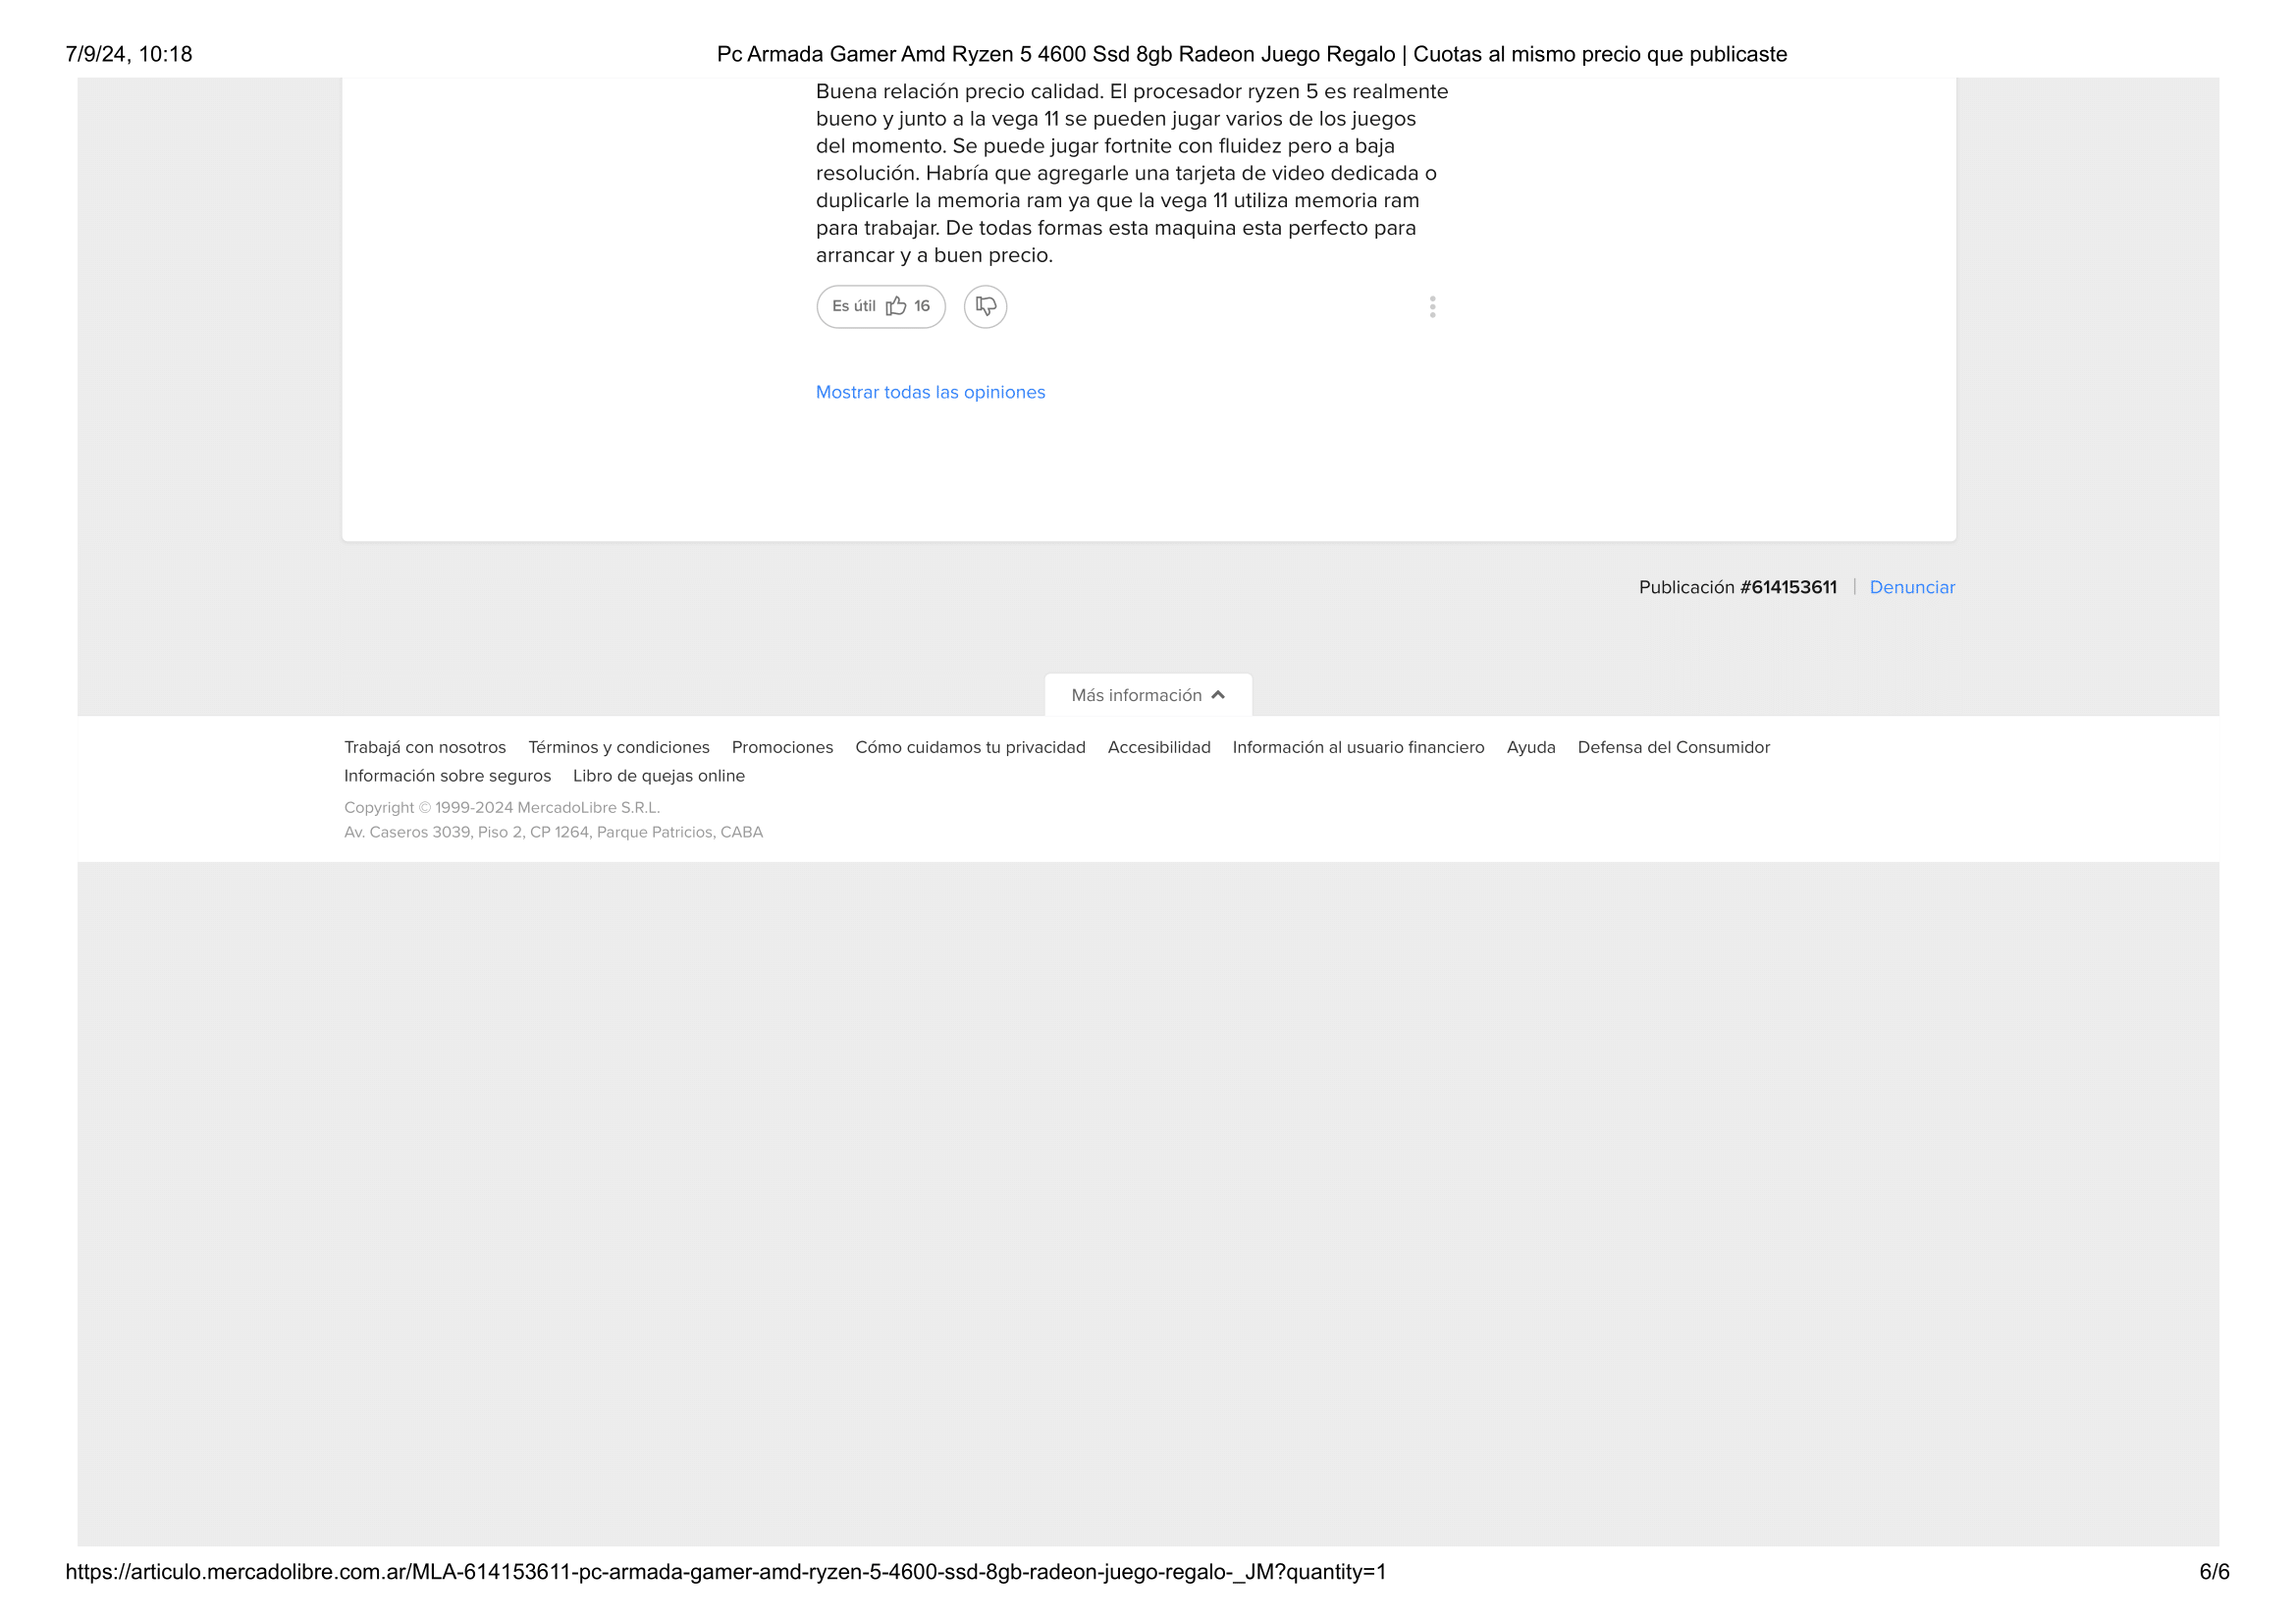 7/9/24, 10:18 Pc Armada Gamer Amd Ryzen 5 4600 Ssd 8gb Radeon Juego Regalo | Cuotas al mismo precio que publicaste
Buena relación precio calidad. El procesador ryzen 5 es realmente
bueno y junto a la vega 11 se pueden jugar varios de los juegos
del momento. Se puede jugar fortnite con fluidez pero a baja
resolución. Habría que agregarle una tarjeta de video dedicada o
duplicarle la memoria ram ya que la vega 11 utiliza memoria ram
para trabajar. De todas formas esta maquina esta perfecto para
arrancar y a buen precio.
Es útil 16
Mostrar todas las opiniones
Publicación #614153611 | Denunciar
Más información
Trabajá con nosotros Términos y condiciones Promociones Cómo cuidamos tu privacidad Accesibilidad Información al usuario financiero Ayuda Defensa del Consumidor
Información sobre seguros Libro de quejas online
Copyright © 1999-2024 MercadoLibre S.R.L.
Av. Caseros 3039, Piso 2, CP 1264, Parque Patricios, CABA
https://articulo.mercadolibre.com.ar/MLA-614153611-pc-armada-gamer-amd-ryzen-5-4600-ssd-8gb-radeon-juego-regalo-_JM?quantity=1 6/6